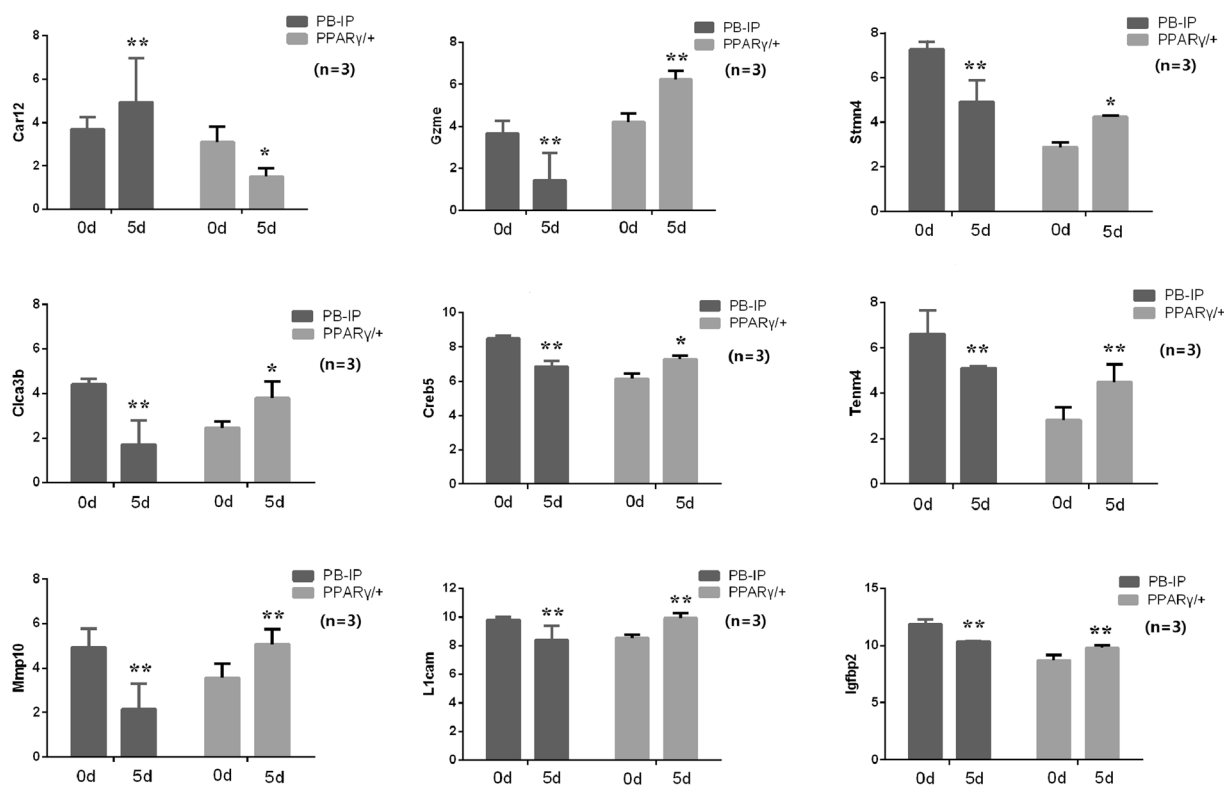 PB-IP
PPARγ/+
(n=3)
Car12
8
6
4
2
0
**
*
0d 5d 0d 5d
PB-IP
PPARγ/+
(n=3)
Gzme
8
6
4
2
0
**
**
0d 5d 0d 5d
PB-IP
PPARγ/+
(n=3)
Stmn4
8
6
4
2
0
**
*
0d 5d 0d 5d
PB-IP
PPARγ/+
(n=3)
Clca3b
8
6
4
2
0
**
*
0d 5d 0d 5d
PB-IP
PPARγ/+
(n=3)
Creb5
10
8
6
4
2
0
**
*
0d 5d 0d 5d
PB-IP
PPARγ/+
(n=3)
Tenm4
8
6
4
2
0
**
**
0d 5d 0d 5d
PB-IP
PPARγ/+
(n=3)
Mmp10
8
6
4
2
0
**
**
0d 5d 0d 5d
PB-IP
PPARγ/+
(n=3)
L1cam
12
10
8
6
4
2
0
**
**
0d 5d 0d 5d
PB-IP
PPARγ/+
(n=3)
Igfbp2
15
10
5
0
**
**
0d 5d 0d 5d